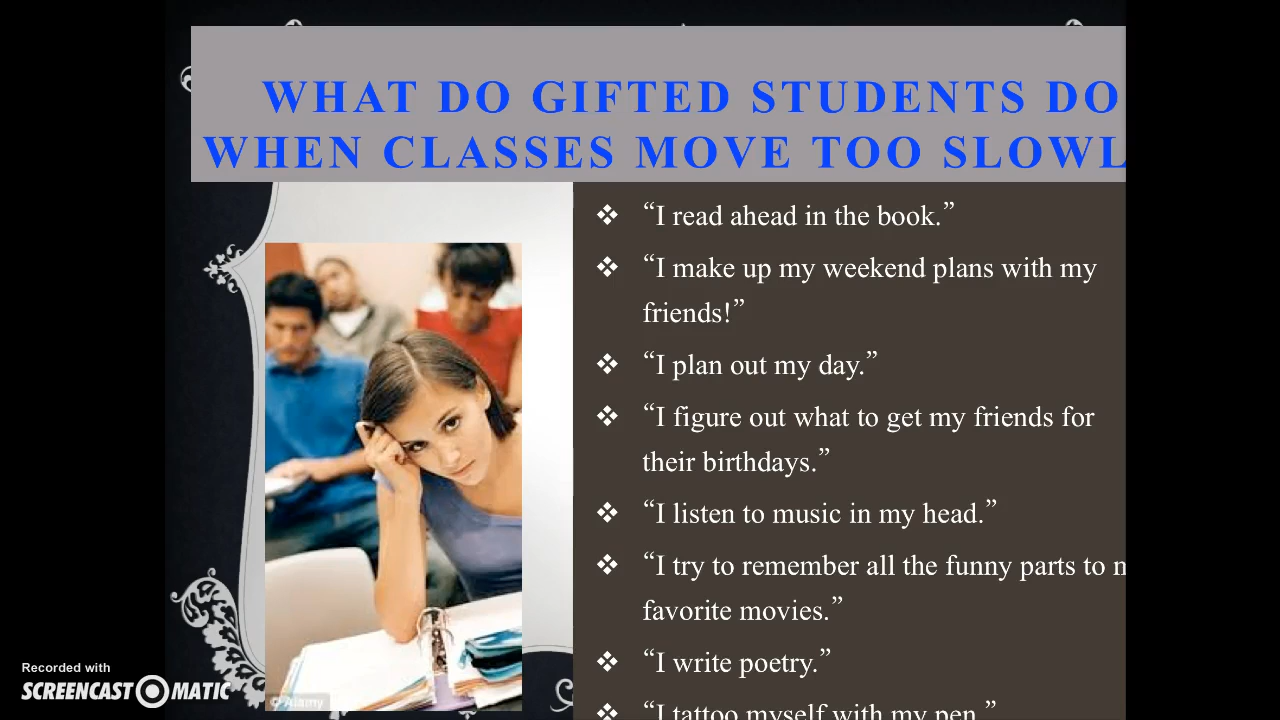 WHAT DO GIFTED STUDENTS DO
WHEN CLASSES MOVE TOO SLOWL
❖ “I read ahead in the book.”
❖ “I make up my weekend plans with my
friends!”
❖ “I plan out my day.”
❖ “I figure out what to get my friends for
their birthdays.”
❖ “I listen to music in my head.”
❖ “I try to remember all the funny parts to m
favorite movies.”
❖ “I write poetry.”
❖ “I tattoo myself with my pen.”
© Alamy
Recorded with
SCREENCAST-O-MATIC